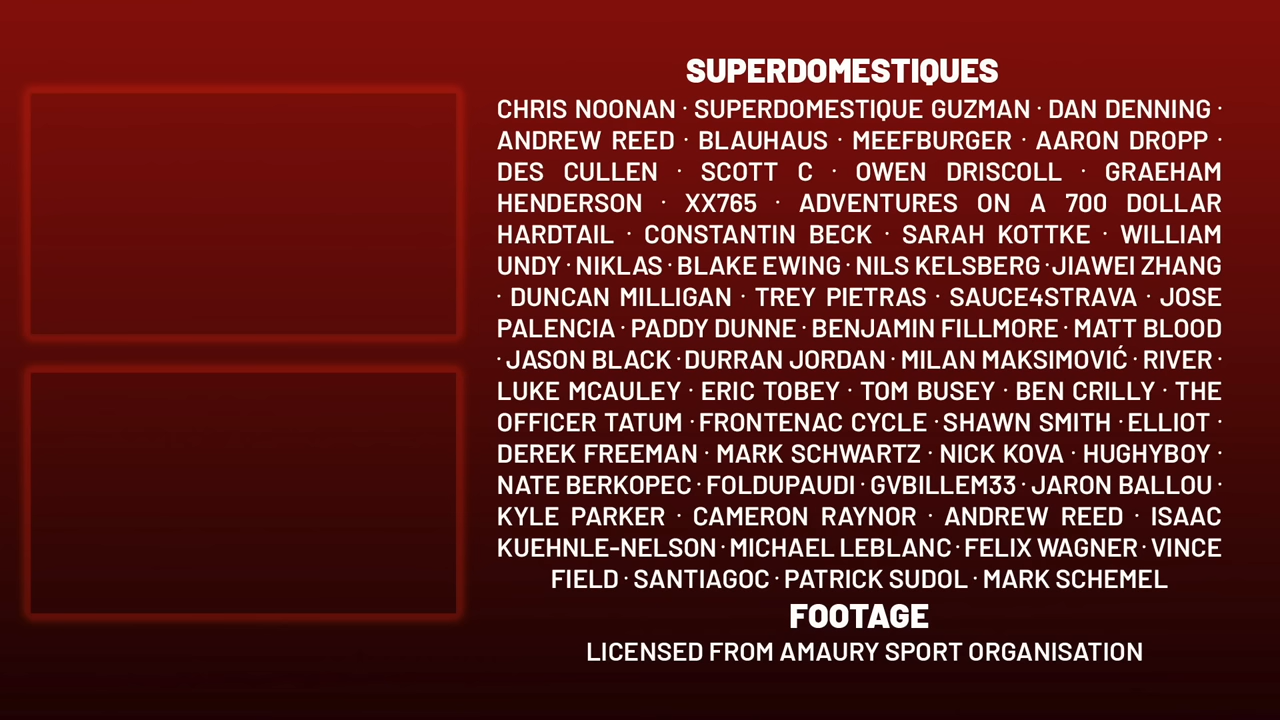 SUPERDOMESTIQUES
CHRIS NOONAN · SUPERDOMESTIQUE GUZMAN · DAN DENNING ·
ANDREW REED · BLAUHAUS · MEEFBURGER · AARON DROPP ·
DES CULLEN · SCOTT C · OWEN DRISCOLL · GRAEHAM
HENDERSON · XX765 · ADVENTURES ON A 700 DOLLAR
HARDTAIL · CONSTANTIN BECK · SARAH KOTTKE · WILLIAM
UNDY · NIKLAS · BLAKE EWING · NILS KELSBERG · JIAWEI ZHANG
· DUNCAN MILLIGAN · TREY PIETRAS · SAUCE4STRAVA · JOSE
PALENCIA · PADDY DUNNE · BENJAMIN FILLMORE · MATT BLOOD
· JASON BLACK · DURRAN JORDAN · MILAN MAKSIMOVIĆ · RIVER ·
LUKE MCAULEY · ERIC TOBEY · TOM BUSEY · BEN CRILLY · THE
OFFICER TATUM · FRONTENAC CYCLE · SHAWN SMITH · ELLIOT ·
DEREK FREEMAN · MARK SCHWARTZ · NICK KOVA · HUGHYBOY ·
NATE BERKOPEC · FOLDUPAUDI · GVBILLEM33 · JARON BALLOU ·
KYLE PARKER · CAMERON RAYNOR · ANDREW REED · ISAAC
KUEHNLE-NELSON · MICHAEL LEBLANC · FELIX WAGNER · VINCE
FIELD · SANTIAGOC · PATRICK SUDOL · MARK SCHEMEL
FOOTAGE
LICENSED FROM AMAURY SPORT ORGANISATION